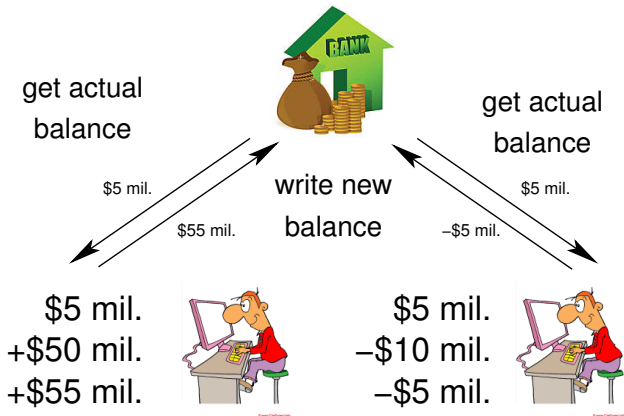 BANK
get actual
balance
get actual
balance
$5 mil.
$55 mil.
write new
balance
$5 mil.
–$5 mil.
$5 mil.
+$50 mil.
+$55 mil.
$5 mil.
−$10 mil.
−$5 mil.